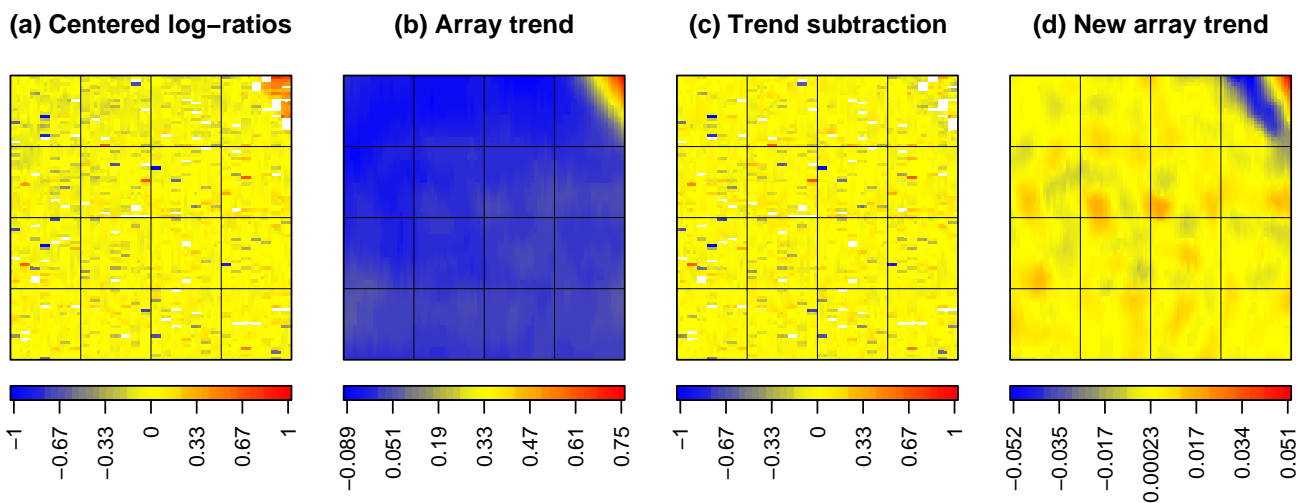 (a) Centered log−ratios
(b) Array trend
(c) Trend subtraction
(d) New array trend
−1 −0.67 −0.33 0 0.33 0.67 1
−0.089 0.051 0.19 0.33 0.47 0.61 0.75
−1 −0.67 −0.33 0 0.33 0.67 1
−0.052 −0.035 −0.017 0.00023 0.017 0.034 0.051